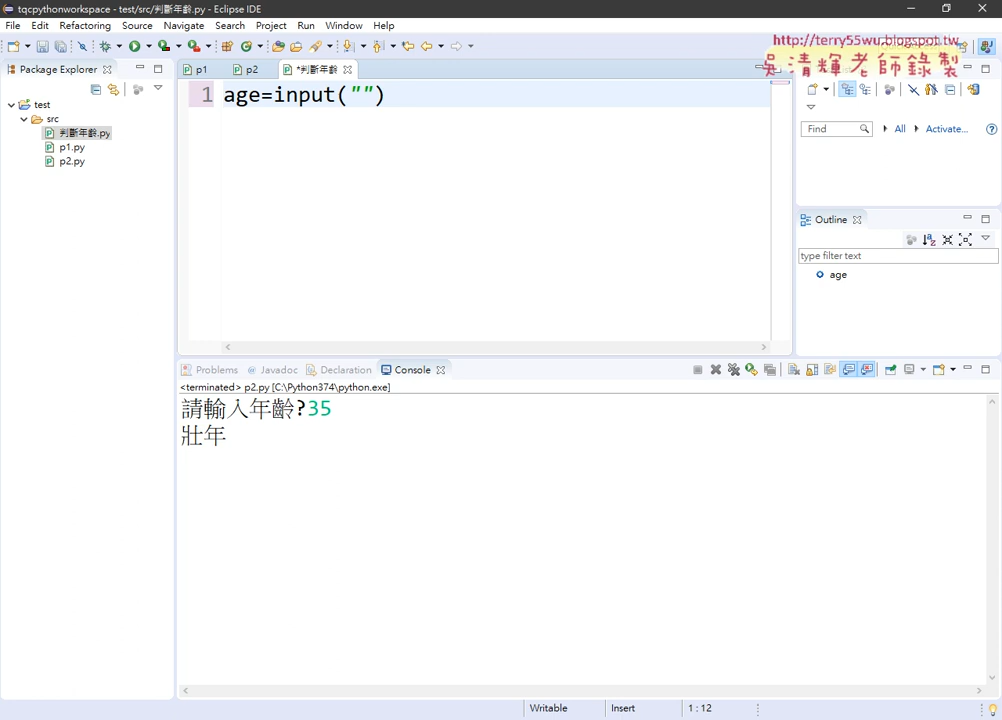 tqcpythonworkspace - test/src/判斷年齡.py - Eclipse IDE
File Edit Refactoring Source Navigate Search Project Run Window Help
http://terry55wu.blogspot.tw
吳清輝老師錄製
Package Explorer
p1 p2 *判斷年齡
test
src
判斷年齡.py
p1.py
p2.py
1 age=input("")
Find All Activate...
Outline
type filter text
age
Problems Javadoc Declaration Console
<terminated> p2.py [C:\Python374\python.exe]
請輸入年齡?35
壯年
Writable Insert 1 : 12